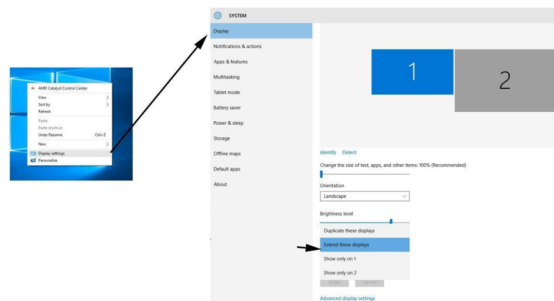 AMD Catalyst Control Center
View
Sort by
Refresh
Paste
Paste shortcut
Undo Rename Ctrl+Z
New
Display settings
Personalize
SYSTEM
Display
Notifications & actions
Apps & features
Multitasking
Tablet mode
Battery saver
Power & sleep
Storage
Offline maps
Default apps
About
1
2
Identify Detect
Change the size of text, apps, and other items: 100% (Recommended)
Orientation
Landscape
Brightness level
Duplicate these displays
Extend these displays
Show only on 1
Show only on 2
Advanced display settings